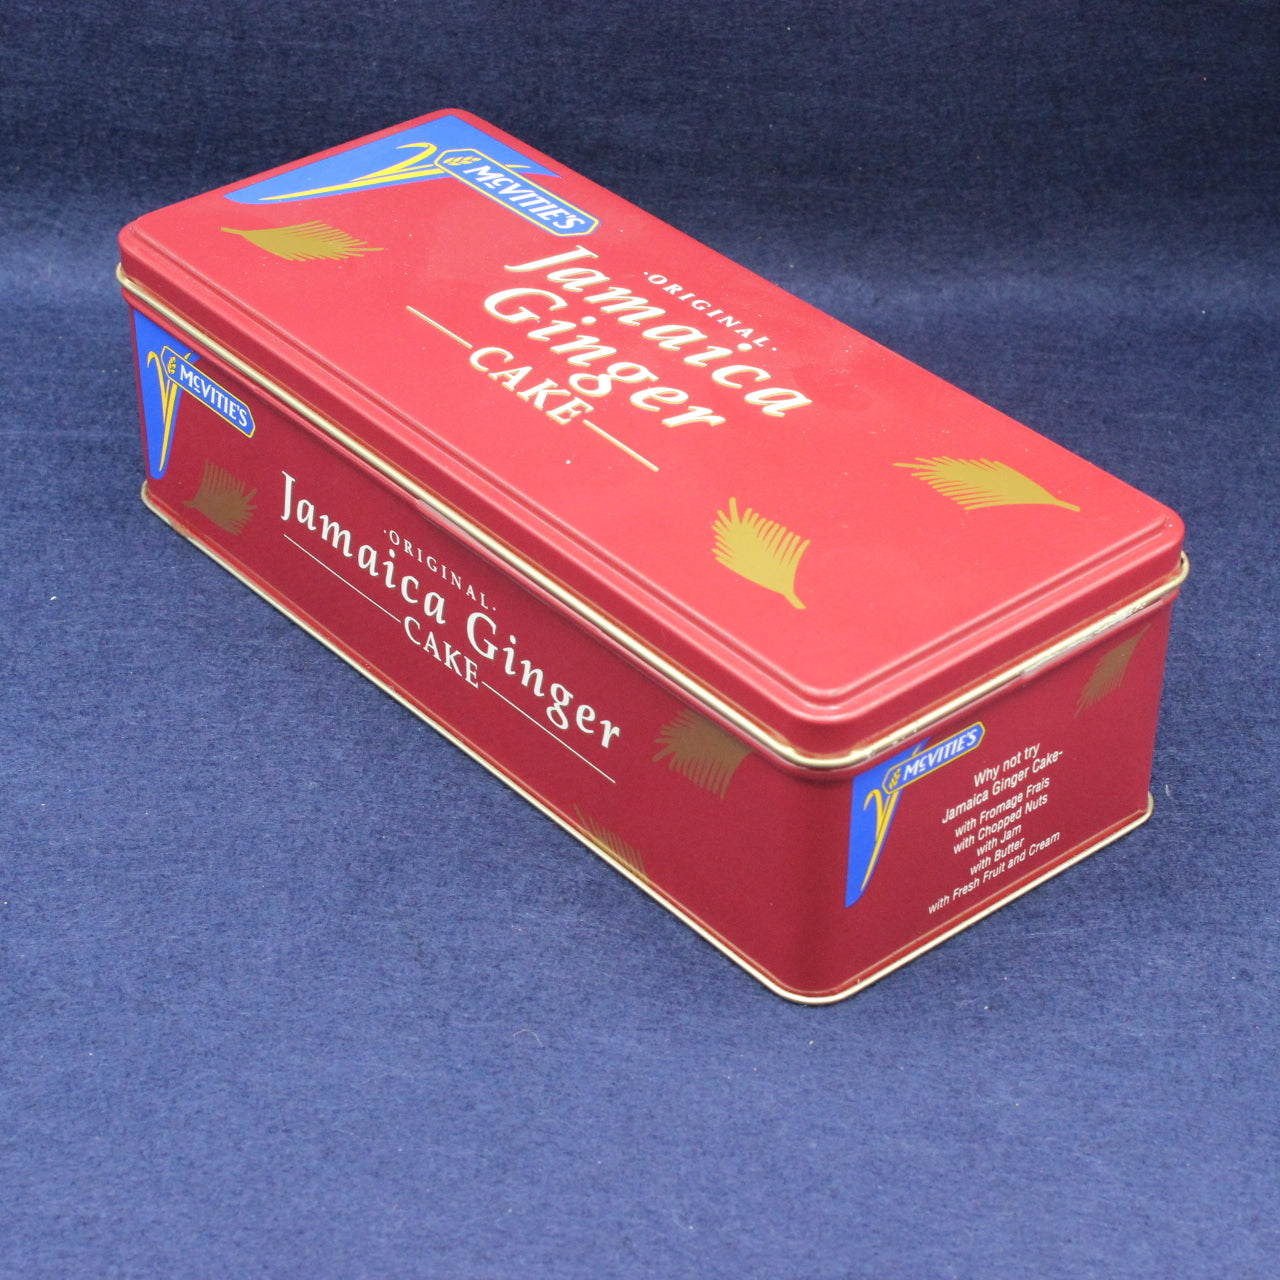 McVITIE'S
·ORIGINAL·
Jamaica
Ginger
CAKE
McVITIE'S
·ORIGINAL·
Jamaica Ginger
CAKE
McVITIE'S
Why not try
Jamaica Ginger Cake-
with Fromage Frais
with Chopped Nuts
with Jam
with Butter
with Fresh Fruit and Cream